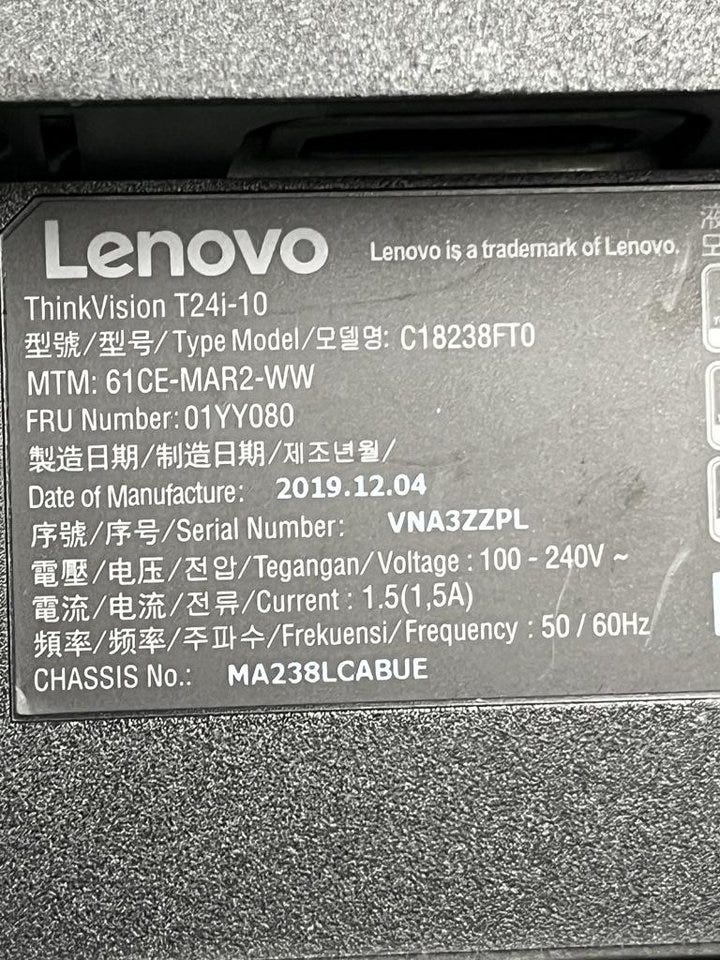 Lenovo
Lenovo is a trademark of Lenovo.
ThinkVision T24i-10
型號/型号/Type Model/모델명: C18238FT0
MTM: 61CE-MAR2-WW
FRU Number: 01YY080
製造日期/制造日期/제조년월/
Date of Manufacture: 2019.12.04
序號/序号/Serial Number: VNA3ZZPL
電壓/电压/전압/Tegangan/Voltage : 100 - 240V ~
電流/电流/전류/Current : 1.5(1,5A)
頻率/频率/주파수/Frekuensi/Frequency : 50 / 60Hz
CHASSIS No.: MA238LCABUE